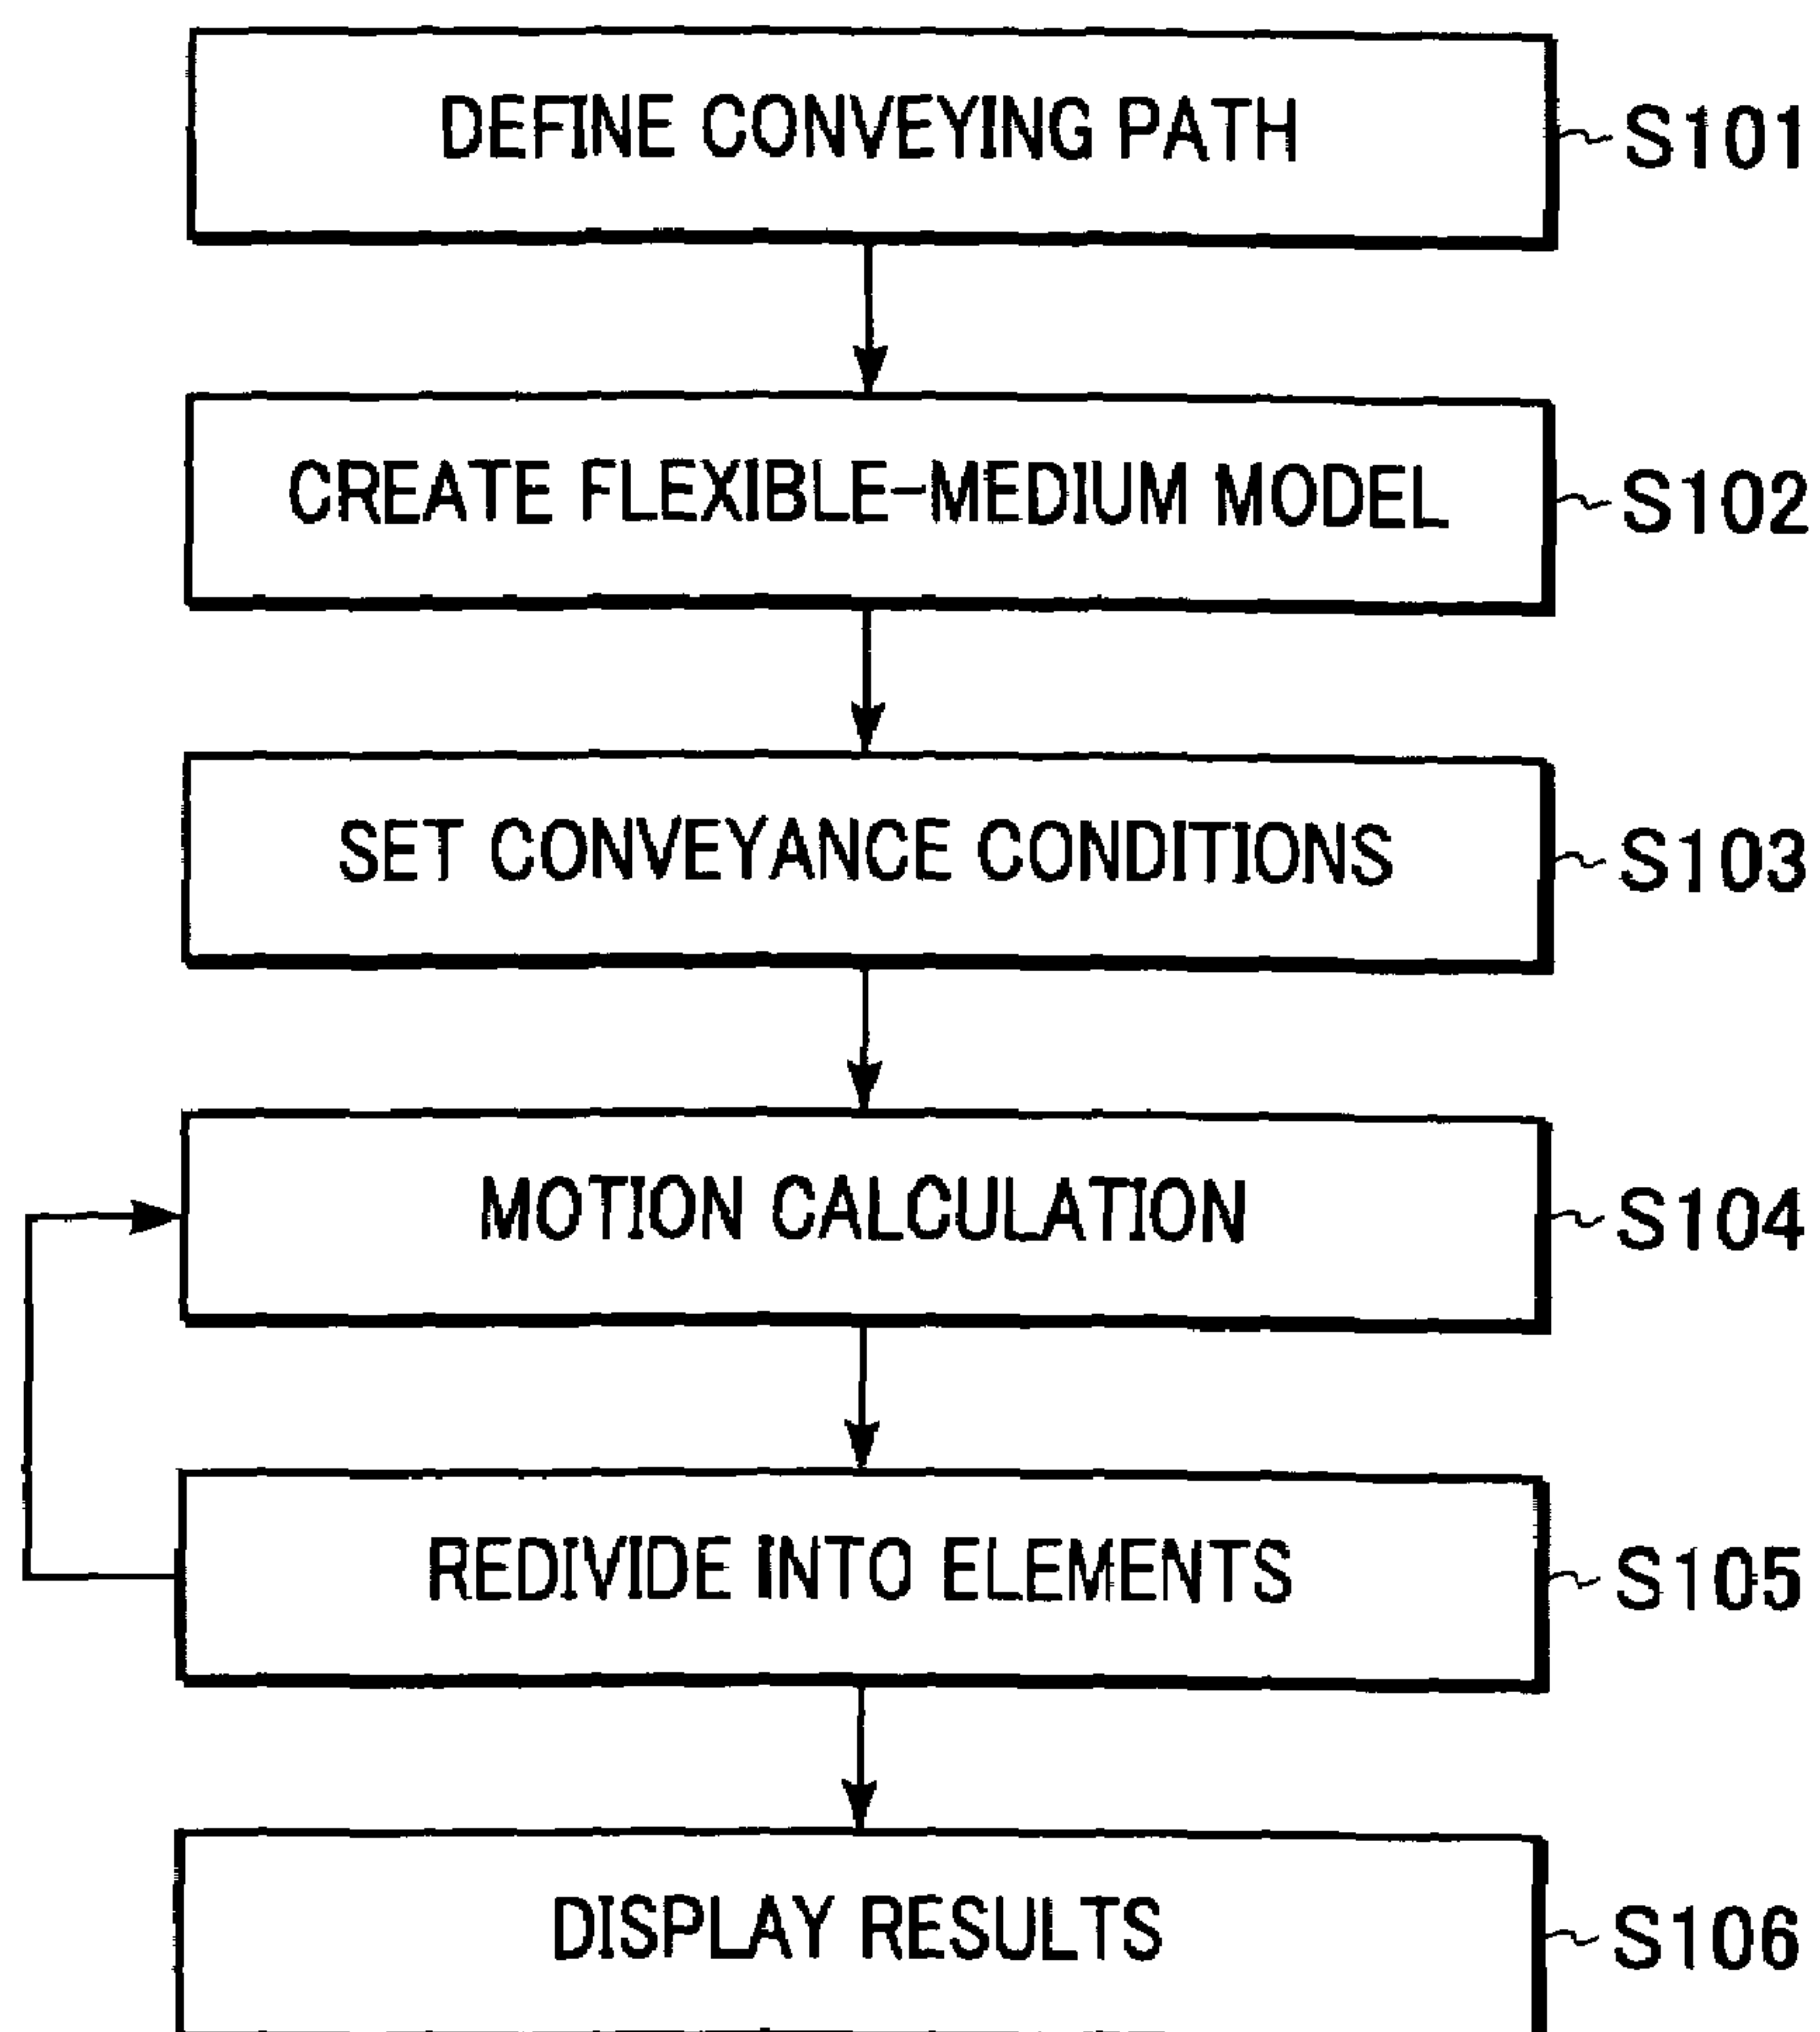 DEFINE CONVEYING PATH S101
CREATE FLEXIBLE-MEDIUM MODEL S102
SET CONVEYANCE CONDITIONS S103
MOTION CALCULATION S104
REDIVIDE INTO ELEMENTS S105
DISPLAY RESULTS S106